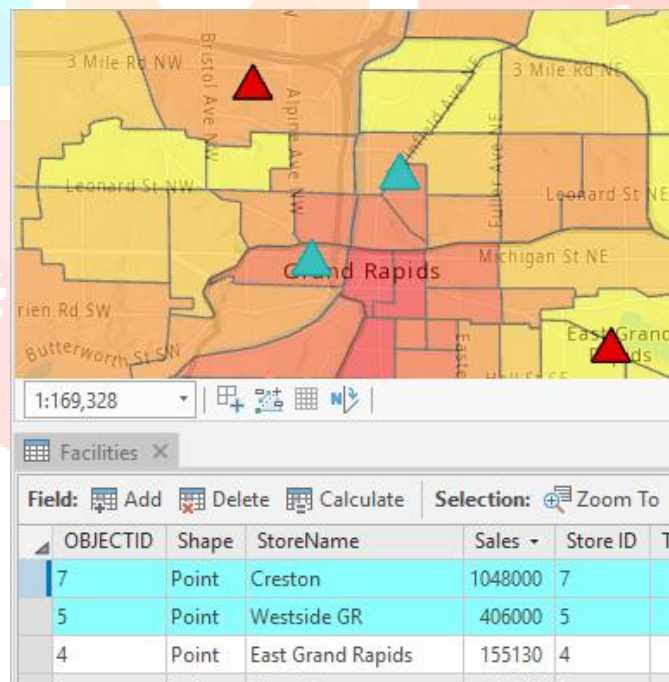 3 Mile Rd NW
Bristol Ave NW
Alpine Ave NW
3 Mile Rd NE
Fuller Ave NE
Leonard St NW
Leonard St NE
Grand Rapids
Michigan St NE
rien Rd SW
Butterworth St SW
East Grand
Rapids
1:169,328
Facilities
Field: Add Delete Calculate Selection: Zoom To
OBJECTID Shape StoreName Sales Store ID T
7 Point Creston 1048000 7
5 Point Westside GR 406000 5
4 Point East Grand Rapids 155130 4